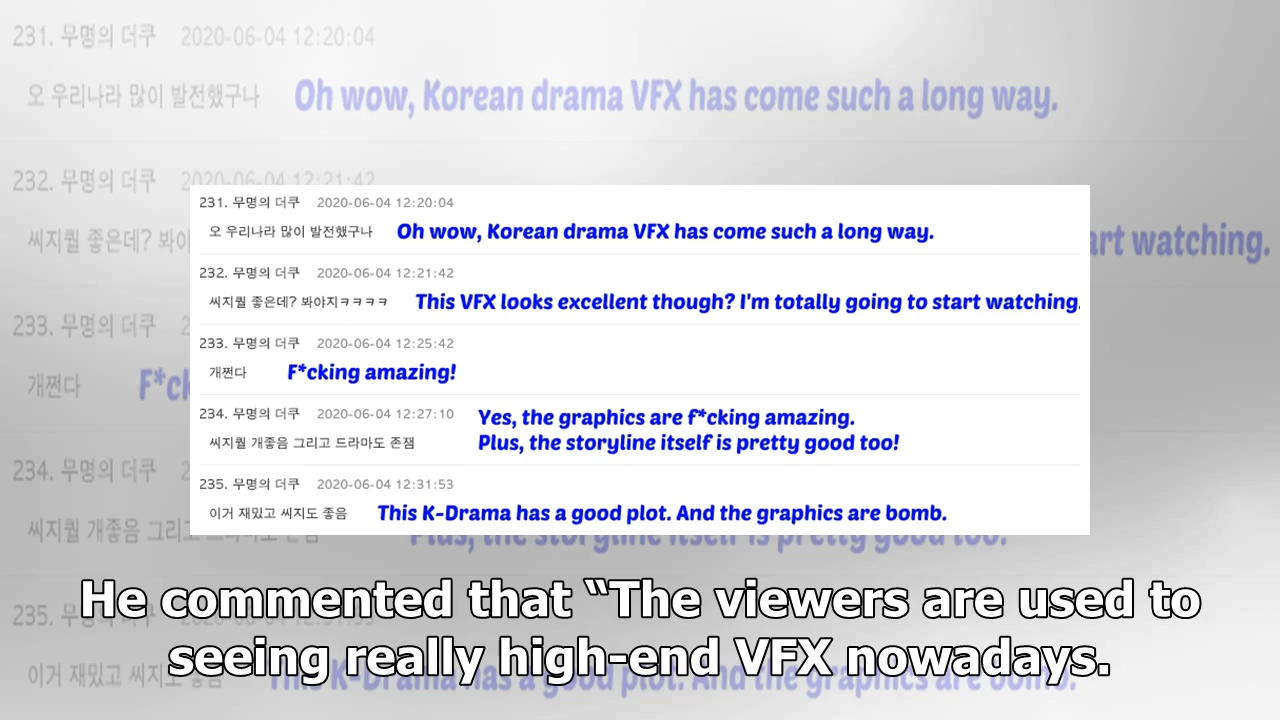 231. 무명의 더쿠 2020-06-04 12:20:04
오 우리나라 많이 발전했구나 Oh wow, Korean drama VFX has come such a long way.
232. 무명의 더쿠 2020-06-04 12:21:42
씨지퀄 좋은데? 봐야지ㅋㅋㅋㅋ This VFX looks excellent though? I'm totally going to start watching.
233. 무명의 더쿠 2020-06-04 12:25:42
개쩐다 F*cking amazing!
234. 무명의 더쿠 2020-06-04 12:27:10 Yes, the graphics are f*cking amazing.
씨지퀄 개좋음 그리고 드라마도 존잼 Plus, the storyline itself is pretty good too!
235. 무명의 더쿠 2020-06-04 12:31:53
이거 재밌고 씨지도 좋음 This K-Drama has a good plot. And the graphics are bomb.
He commented that “The viewers are used to
seeing really high-end VFX nowadays.